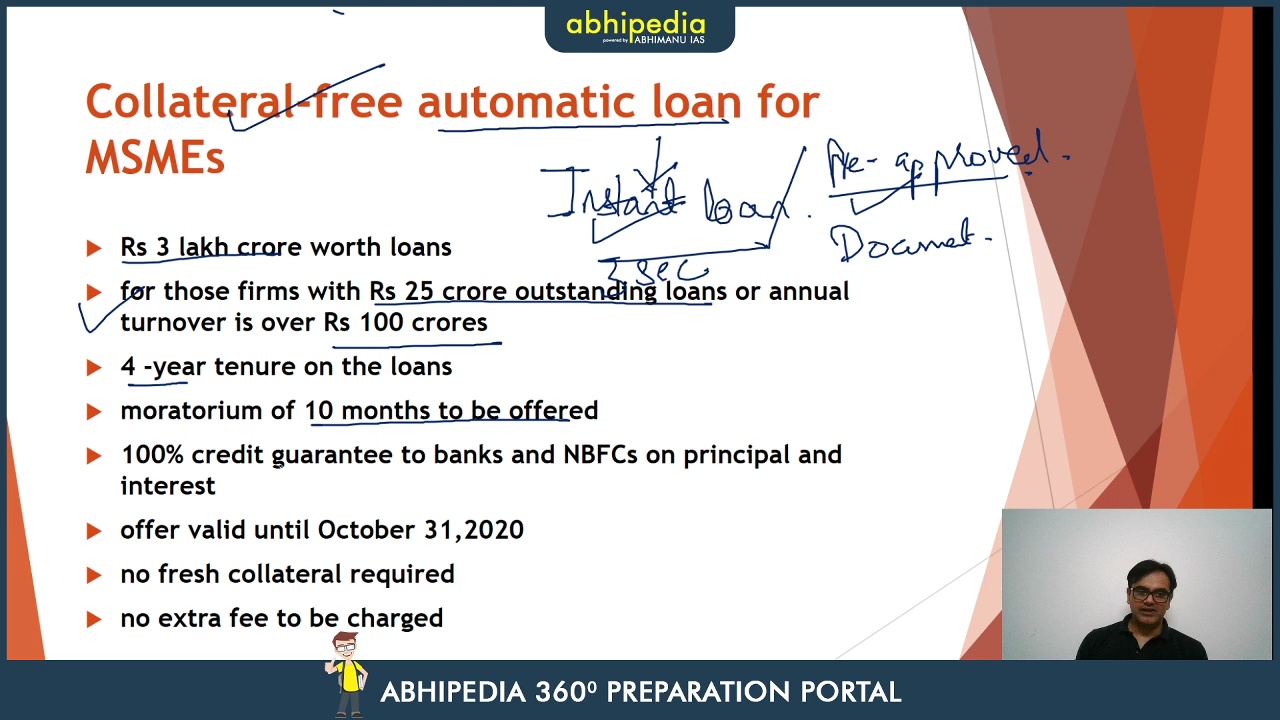 abhipedia
powered by ABHIMANU IAS
Collateral-free automatic loan for
MSMEs
Instant loan.
3 sec
Pre-approved.
Document.
Rs 3 lakh crore worth loans
for those firms with Rs 25 crore outstanding loans or annual
turnover is over Rs 100 crores
4 -year tenure on the loans
moratorium of 10 months to be offered
100% credit guarantee to banks and NBFCs on principal and
interest
offer valid until October 31,2020
no fresh collateral required
no extra fee to be charged
ABHIPEDIA 360⁰ PREPARATION PORTAL